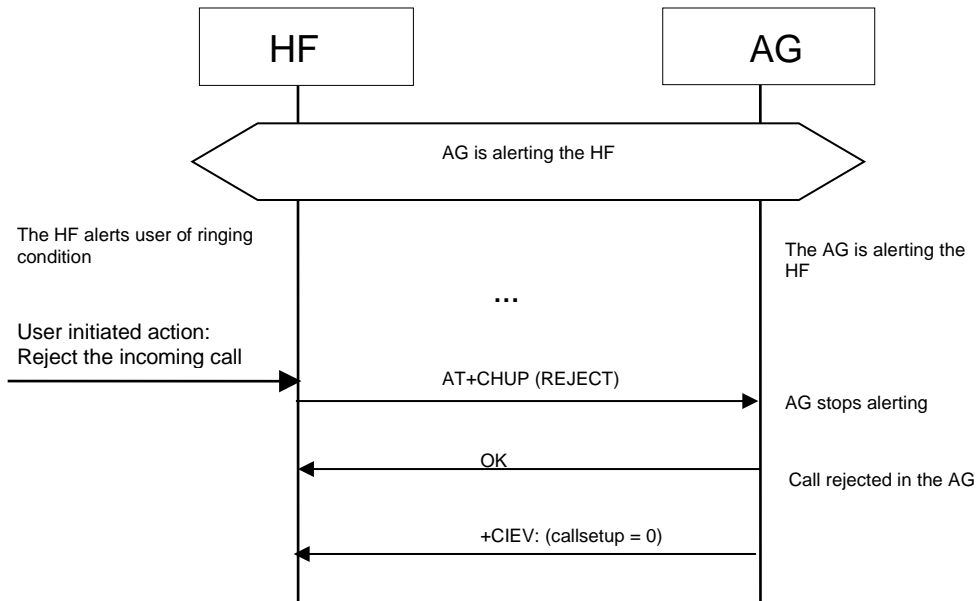 HF
AG
AG is alerting the HF
The HF alerts user of ringing
condition
The AG is alerting the
HF
...
User initiated action:
Reject the incoming call
AT+CHUP (REJECT)
AG stops alerting
OK
Call rejected in the AG
+CIEV: (callsetup = 0)